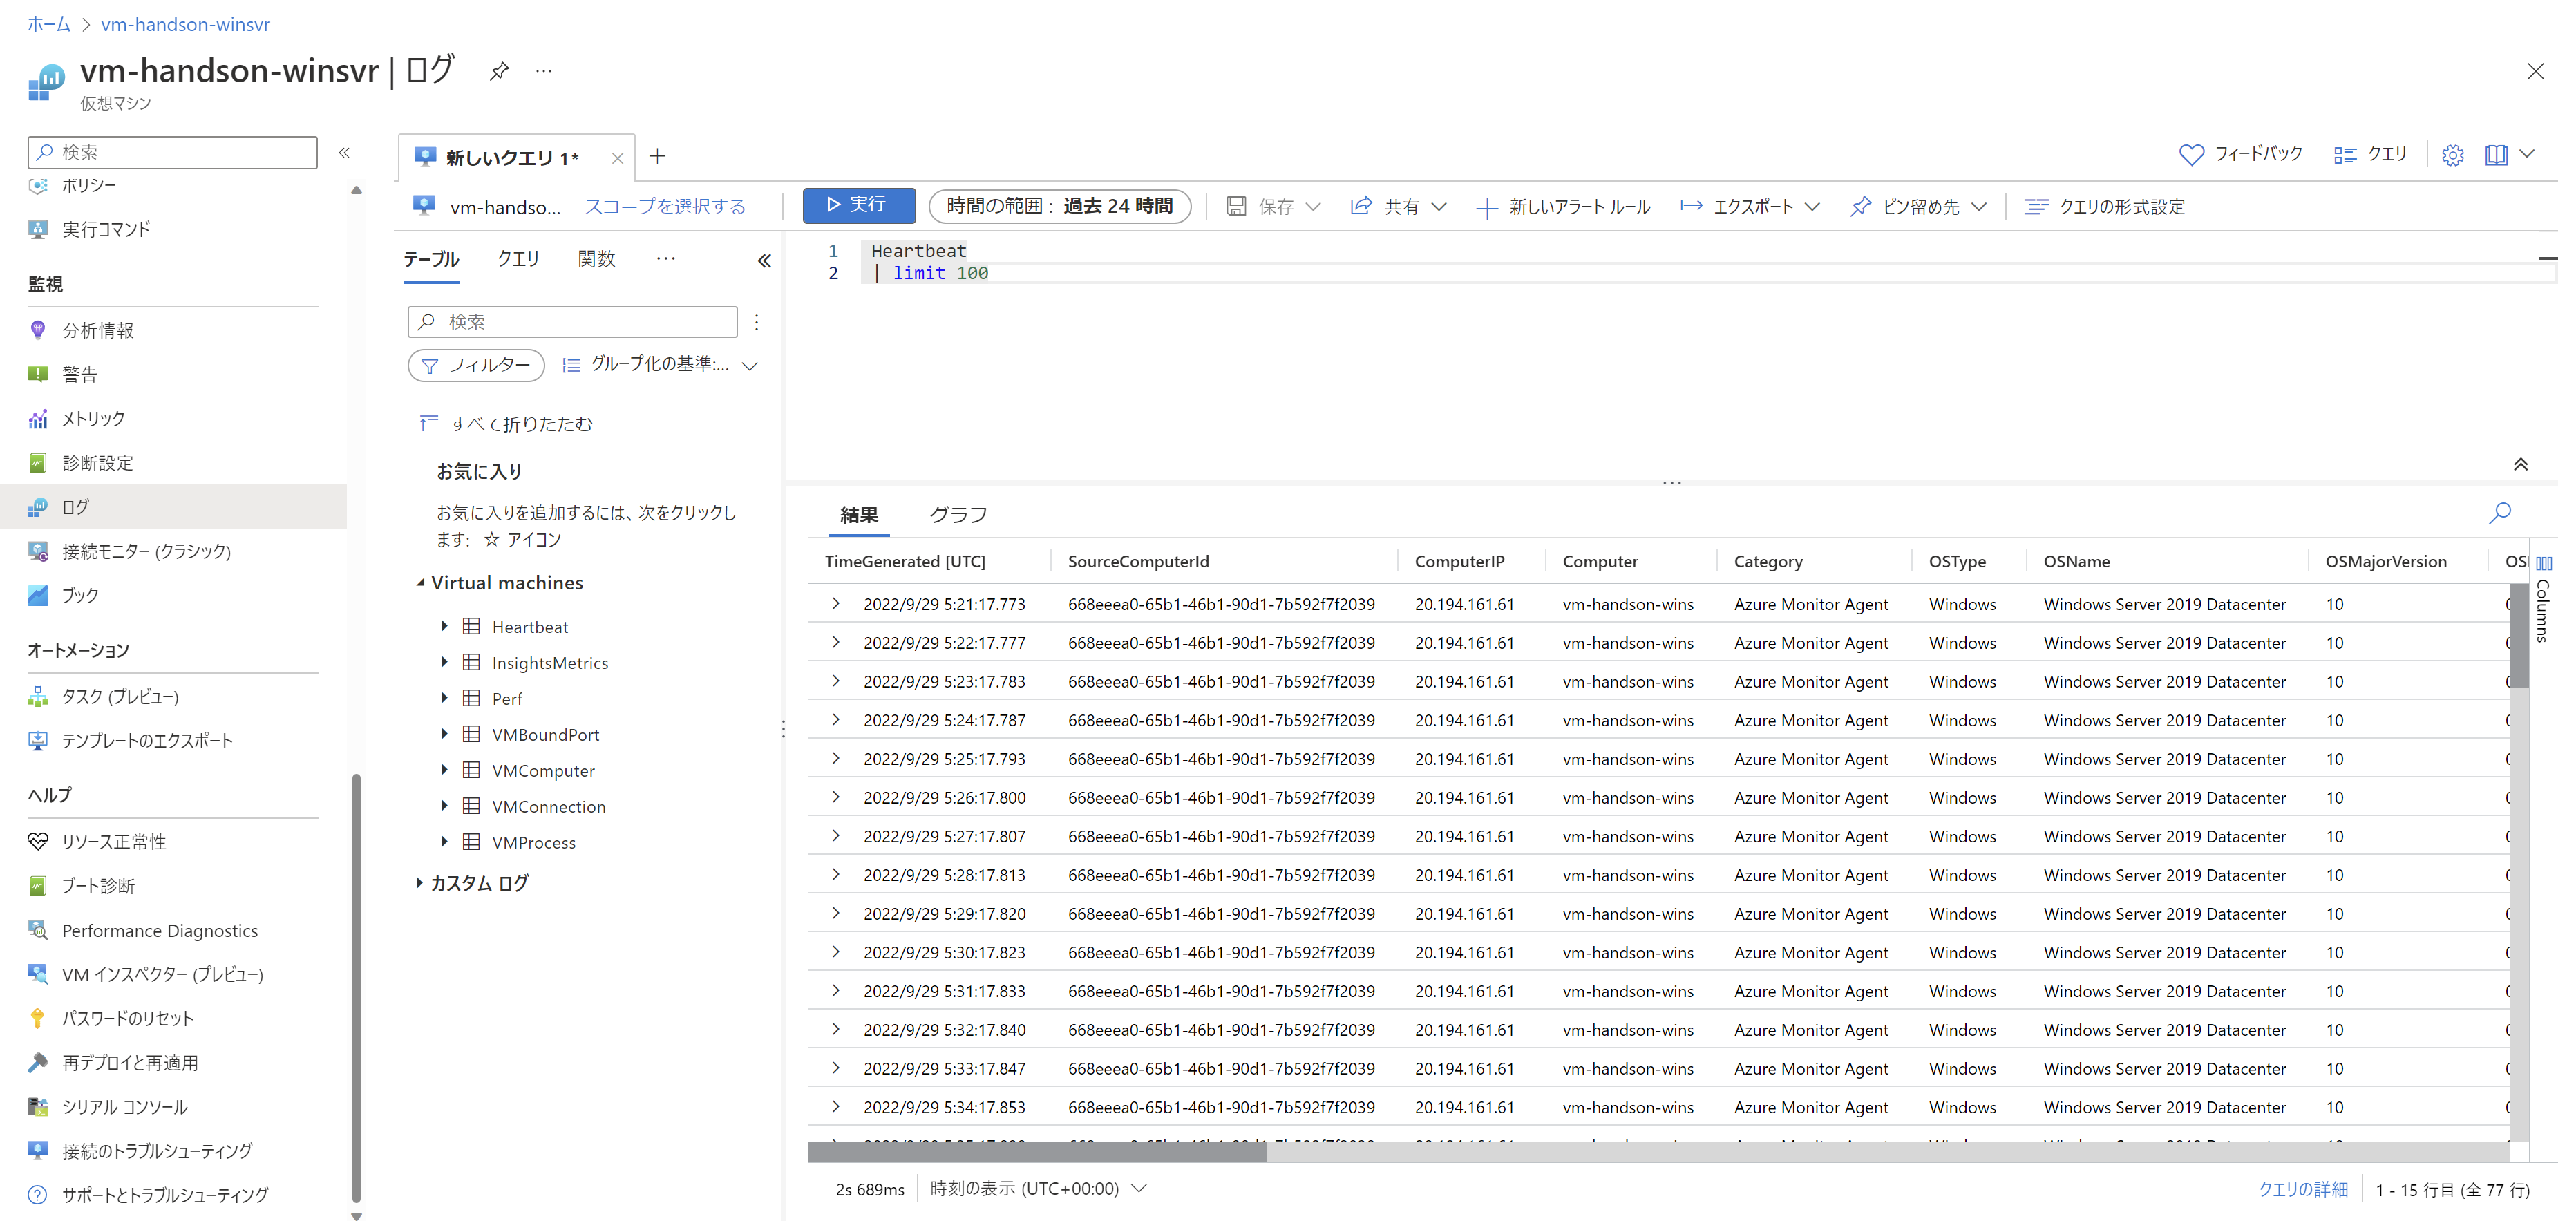 ホーム > vm-handson-winsvr
vm-handson-winsvr | ログ
仮想マシン
検索
ポリシー
実行コマンド
監視
分析情報
警告
メトリック
診断設定
ログ
接続モニター (クラシック)
ブック
オートメーション
タスク (プレビュー)
テンプレートのエクスポート
ヘルプ
リソース正常性
ブート診断
Performance Diagnostics
VM インスペクター (プレビュー)
パスワードのリセット
再デプロイと再適用
シリアル コンソール
接続のトラブルシューティング
サポートとトラブルシューティング
新しいクエリ 1*
フィードバック
クエリ
vm-handso... スコープを選択する
実行
時間の範囲 : 過去 24 時間
保存
共有
新しいアラート ルール
エクスポート
ピン留め先
クエリの形式設定
テーブル クエリ 関数 ...
検索
フィルター
グループ化の基準:...
すべて折りたたむ
お気に入り
お気に入りを追加するには、次をクリックし
ます: ☆ アイコン
Virtual machines
Heartbeat
InsightsMetrics
Perf
VMBoundPort
VMComputer
VMConnection
VMProcess
カスタム ログ
1 Heartbeat
2 | limit 100
結果 グラフ
TimeGenerated [UTC] SourceComputerId ComputerIP Computer Category OSType OSName OSMajorVersion
2022/9/29 5:21:17.773 668eeea0-65b1-46b1-90d1-7b592f7f2039 20.194.161.61 vm-handson-wins Azure Monitor Agent Windows Windows Server 2019 Datacenter 10
2022/9/29 5:22:17.777 668eeea0-65b1-46b1-90d1-7b592f7f2039 20.194.161.61 vm-handson-wins Azure Monitor Agent Windows Windows Server 2019 Datacenter 10
2022/9/29 5:23:17.783 668eeea0-65b1-46b1-90d1-7b592f7f2039 20.194.161.61 vm-handson-wins Azure Monitor Agent Windows Windows Server 2019 Datacenter 10
2022/9/29 5:24:17.787 668eeea0-65b1-46b1-90d1-7b592f7f2039 20.194.161.61 vm-handson-wins Azure Monitor Agent Windows Windows Server 2019 Datacenter 10
2022/9/29 5:25:17.793 668eeea0-65b1-46b1-90d1-7b592f7f2039 20.194.161.61 vm-handson-wins Azure Monitor Agent Windows Windows Server 2019 Datacenter 10
2022/9/29 5:26:17.800 668eeea0-65b1-46b1-90d1-7b592f7f2039 20.194.161.61 vm-handson-wins Azure Monitor Agent Windows Windows Server 2019 Datacenter 10
2022/9/29 5:27:17.807 668eeea0-65b1-46b1-90d1-7b592f7f2039 20.194.161.61 vm-handson-wins Azure Monitor Agent Windows Windows Server 2019 Datacenter 10
2022/9/29 5:28:17.813 668eeea0-65b1-46b1-90d1-7b592f7f2039 20.194.161.61 vm-handson-wins Azure Monitor Agent Windows Windows Server 2019 Datacenter 10
2022/9/29 5:29:17.820 668eeea0-65b1-46b1-90d1-7b592f7f2039 20.194.161.61 vm-handson-wins Azure Monitor Agent Windows Windows Server 2019 Datacenter 10
2022/9/29 5:30:17.823 668eeea0-65b1-46b1-90d1-7b592f7f2039 20.194.161.61 vm-handson-wins Azure Monitor Agent Windows Windows Server 2019 Datacenter 10
2022/9/29 5:31:17.833 668eeea0-65b1-46b1-90d1-7b592f7f2039 20.194.161.61 vm-handson-wins Azure Monitor Agent Windows Windows Server 2019 Datacenter 10
2022/9/29 5:32:17.840 668eeea0-65b1-46b1-90d1-7b592f7f2039 20.194.161.61 vm-handson-wins Azure Monitor Agent Windows Windows Server 2019 Datacenter 10
2022/9/29 5:33:17.847 668eeea0-65b1-46b1-90d1-7b592f7f2039 20.194.161.61 vm-handson-wins Azure Monitor Agent Windows Windows Server 2019 Datacenter 10
2022/9/29 5:34:17.853 668eeea0-65b1-46b1-90d1-7b592f7f2039 20.194.161.61 vm-handson-wins Azure Monitor Agent Windows Windows Server 2019 Datacenter 10
Columns
2s 689ms
時刻の表示 (UTC+00:00)
クエリの詳細
1 - 15 行目 (全 77 行)